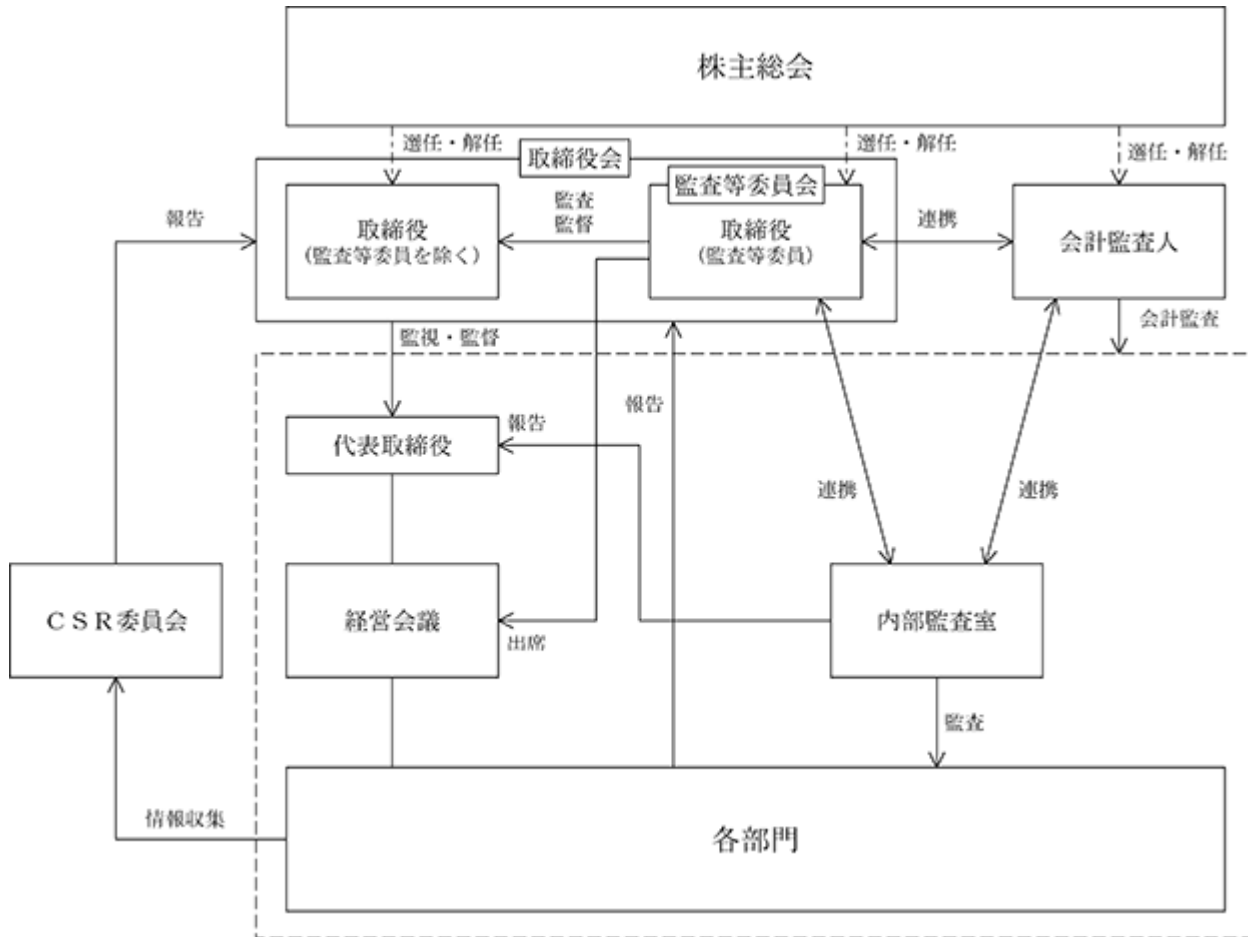 株主総会
選任・解任
選任・解任
選任・解任
取締役会
監査等委員会
報告
取締役
(監査等委員を除く)
監査
監督
取締役
(監査等委員)
連携
会計監査人
監視・監督
会計監査
代表取締役
報告
報告
連携
連携
CSR委員会
経営会議
出席
内部監査室
監査
情報収集
各部門